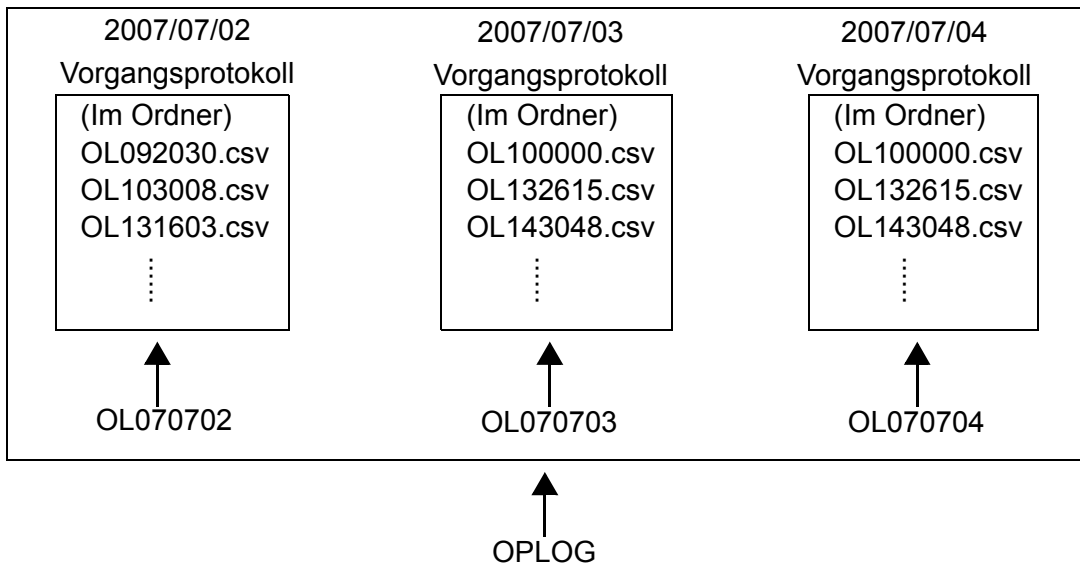 2007/07/02
Vorgangsprotokoll
(Im Ordner)
OL092030.csv
OL103008.csv
OL131603.csv
OL070702
2007/07/03
Vorgangsprotokoll
(Im Ordner)
OL100000.csv
OL132615.csv
OL143048.csv
OL070703
2007/07/04
Vorgangsprotokoll
(Im Ordner)
OL100000.csv
OL132615.csv
OL143048.csv
OL070704
OPLOG